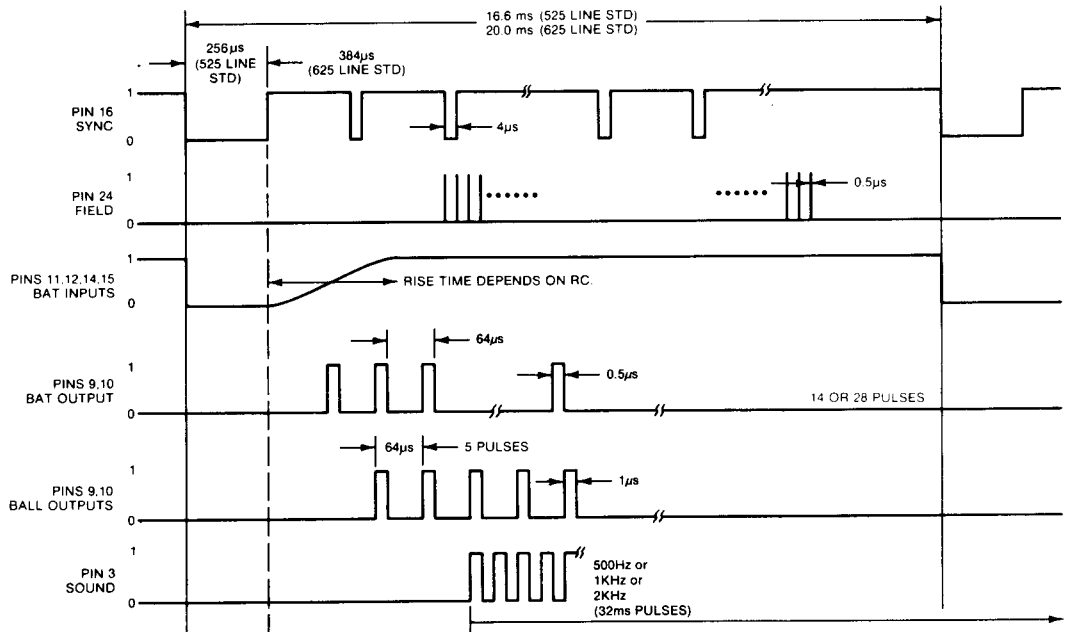 16.6 ms (525 LINE STD)
20.0 ms (625 LINE STD)
256μs
(525 LINE
STD)
384μs
(625 LINE STD)
1
PIN 16
SYNC
0
4μs
1
PIN 24
FIELD
0
0.5μs
1
PINS 11,12,14,15
BAT INPUTS
0
RISE TIME DEPENDS ON RC.
64μs
1
PINS 9,10
BAT OUTPUT
0
0.5μs
14 OR 28 PULSES
64μs
5 PULSES
1
PINS 9,10
BALL OUTPUTS
0
1μs
1
PIN 3
SOUND
0
500Hz or
1KHz or
2KHz
(32ms PULSES)